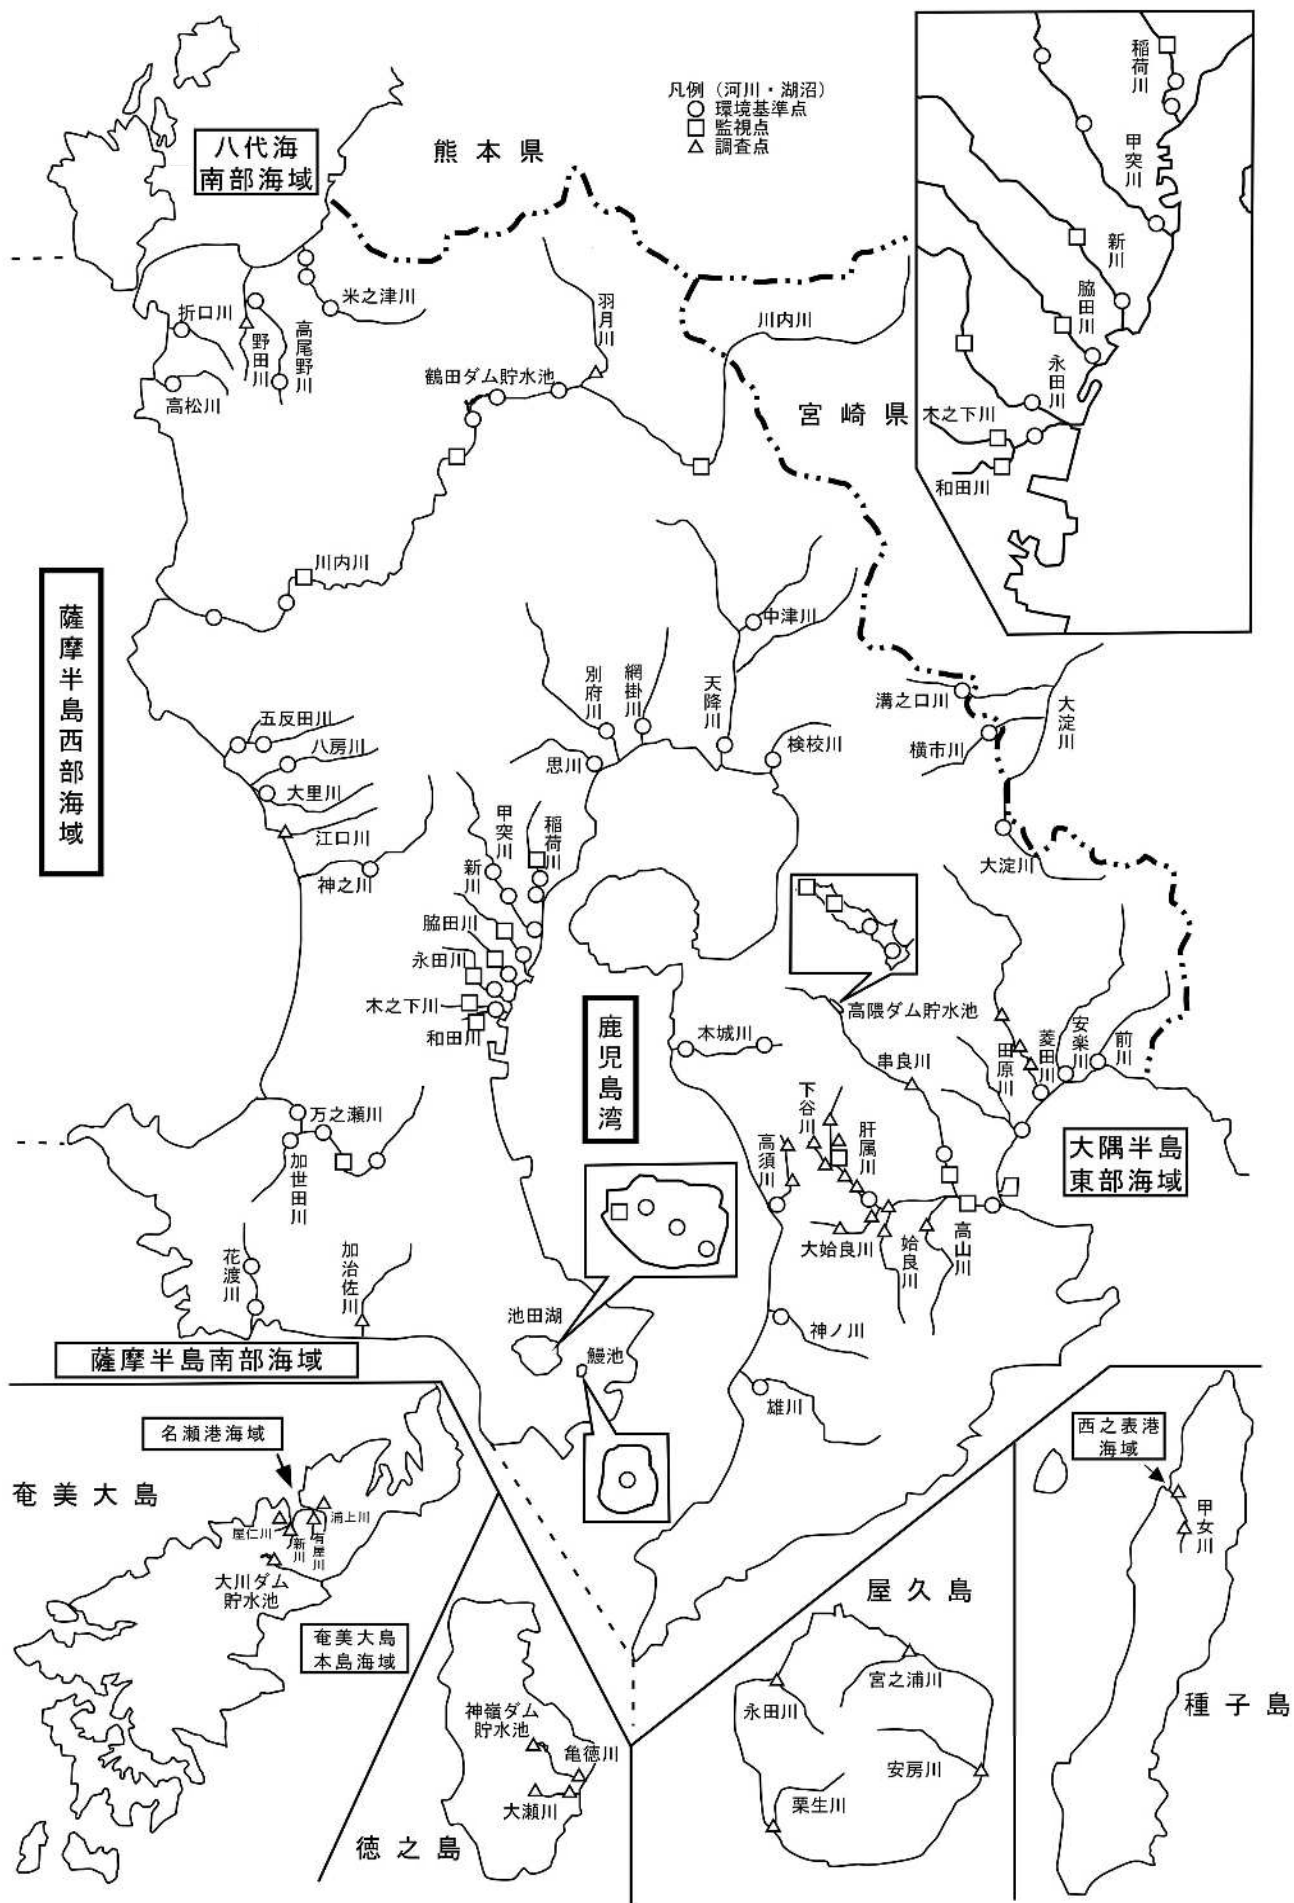 凡例（河川・湖沼）
○ 環境基準点
□ 監視点
△ 調査点
八代海
南部海域
熊本県
稲荷川
甲突川
新川
脇田川
永田川
木之下川
和田川
米之津川
折口川
野田川
高尾野川
高松川
羽月川
川内川
鶴田ダム貯水池
宮崎県
川内川
薩摩半島西部海域
中津川
別府川
網掛川
天降川
思川
検校川
溝之口川
横市川
大淀川
大淀川
五反田川
八房川
大里川
江口川
神之川
甲突川
稲荷川
新川
脇田川
永田川
木之下川
和田川
鹿児島湾
高隈ダム貯水池
本城川
串良川
田原川
菱田川
安楽川
前川
下谷川
肝属川
高須川
大姶良川
姶良川
高山川
大隅半島
東部海域
万之瀬川
加世田川
花渡川
加治佐川
池田湖
鰻池
神ノ川
雄川
薩摩半島南部海域
名瀬港海域
奄美大島
屋仁川
新川
有屋川
浦上川
大川ダム
貯水池
奄美大島
本島海域
神嶺ダム
貯水池
亀徳川
大瀬川
徳之島
屋久島
宮之浦川
永田川
安房川
栗生川
西之表港
海域
甲女川
種子島